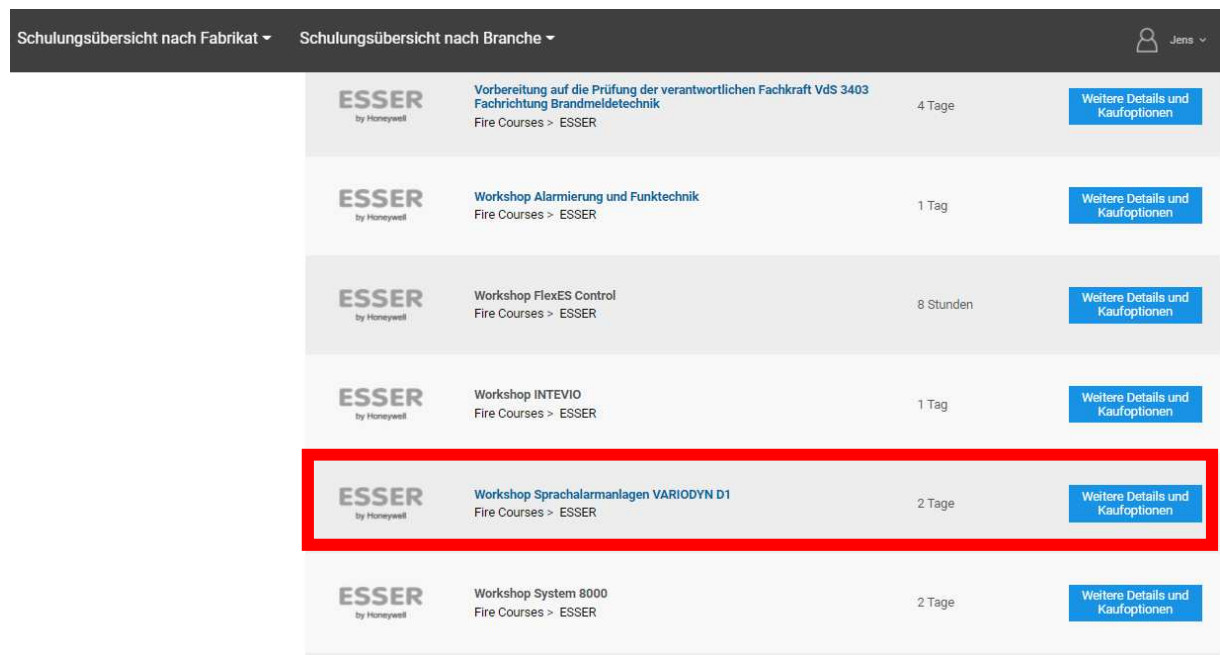 Schulungsübersicht nach Fabrikat Schulungsübersicht nach Branche Jens
ESSER
by Honeywell
Vorbereitung auf die Prüfung der verantwortlichen Fachkraft VdS 3403
Fachrichtung Brandmeldetechnik
Fire Courses > ESSER
4 Tage
Weitere Details und
Kaufoptionen
ESSER
by Honeywell
Workshop Alarmierung und Funktechnik
Fire Courses > ESSER
1 Tag
Weitere Details und
Kaufoptionen
ESSER
by Honeywell
Workshop FlexES Control
Fire Courses > ESSER
8 Stunden
Weitere Details und
Kaufoptionen
ESSER
by Honeywell
Workshop INTEVIO
Fire Courses > ESSER
1 Tag
Weitere Details und
Kaufoptionen
ESSER
by Honeywell
Workshop Sprachalarmanlagen VARIODYN D1
Fire Courses > ESSER
2 Tage
Weitere Details und
Kaufoptionen
ESSER
by Honeywell
Workshop System 8000
Fire Courses > ESSER
2 Tage
Weitere Details und
Kaufoptionen